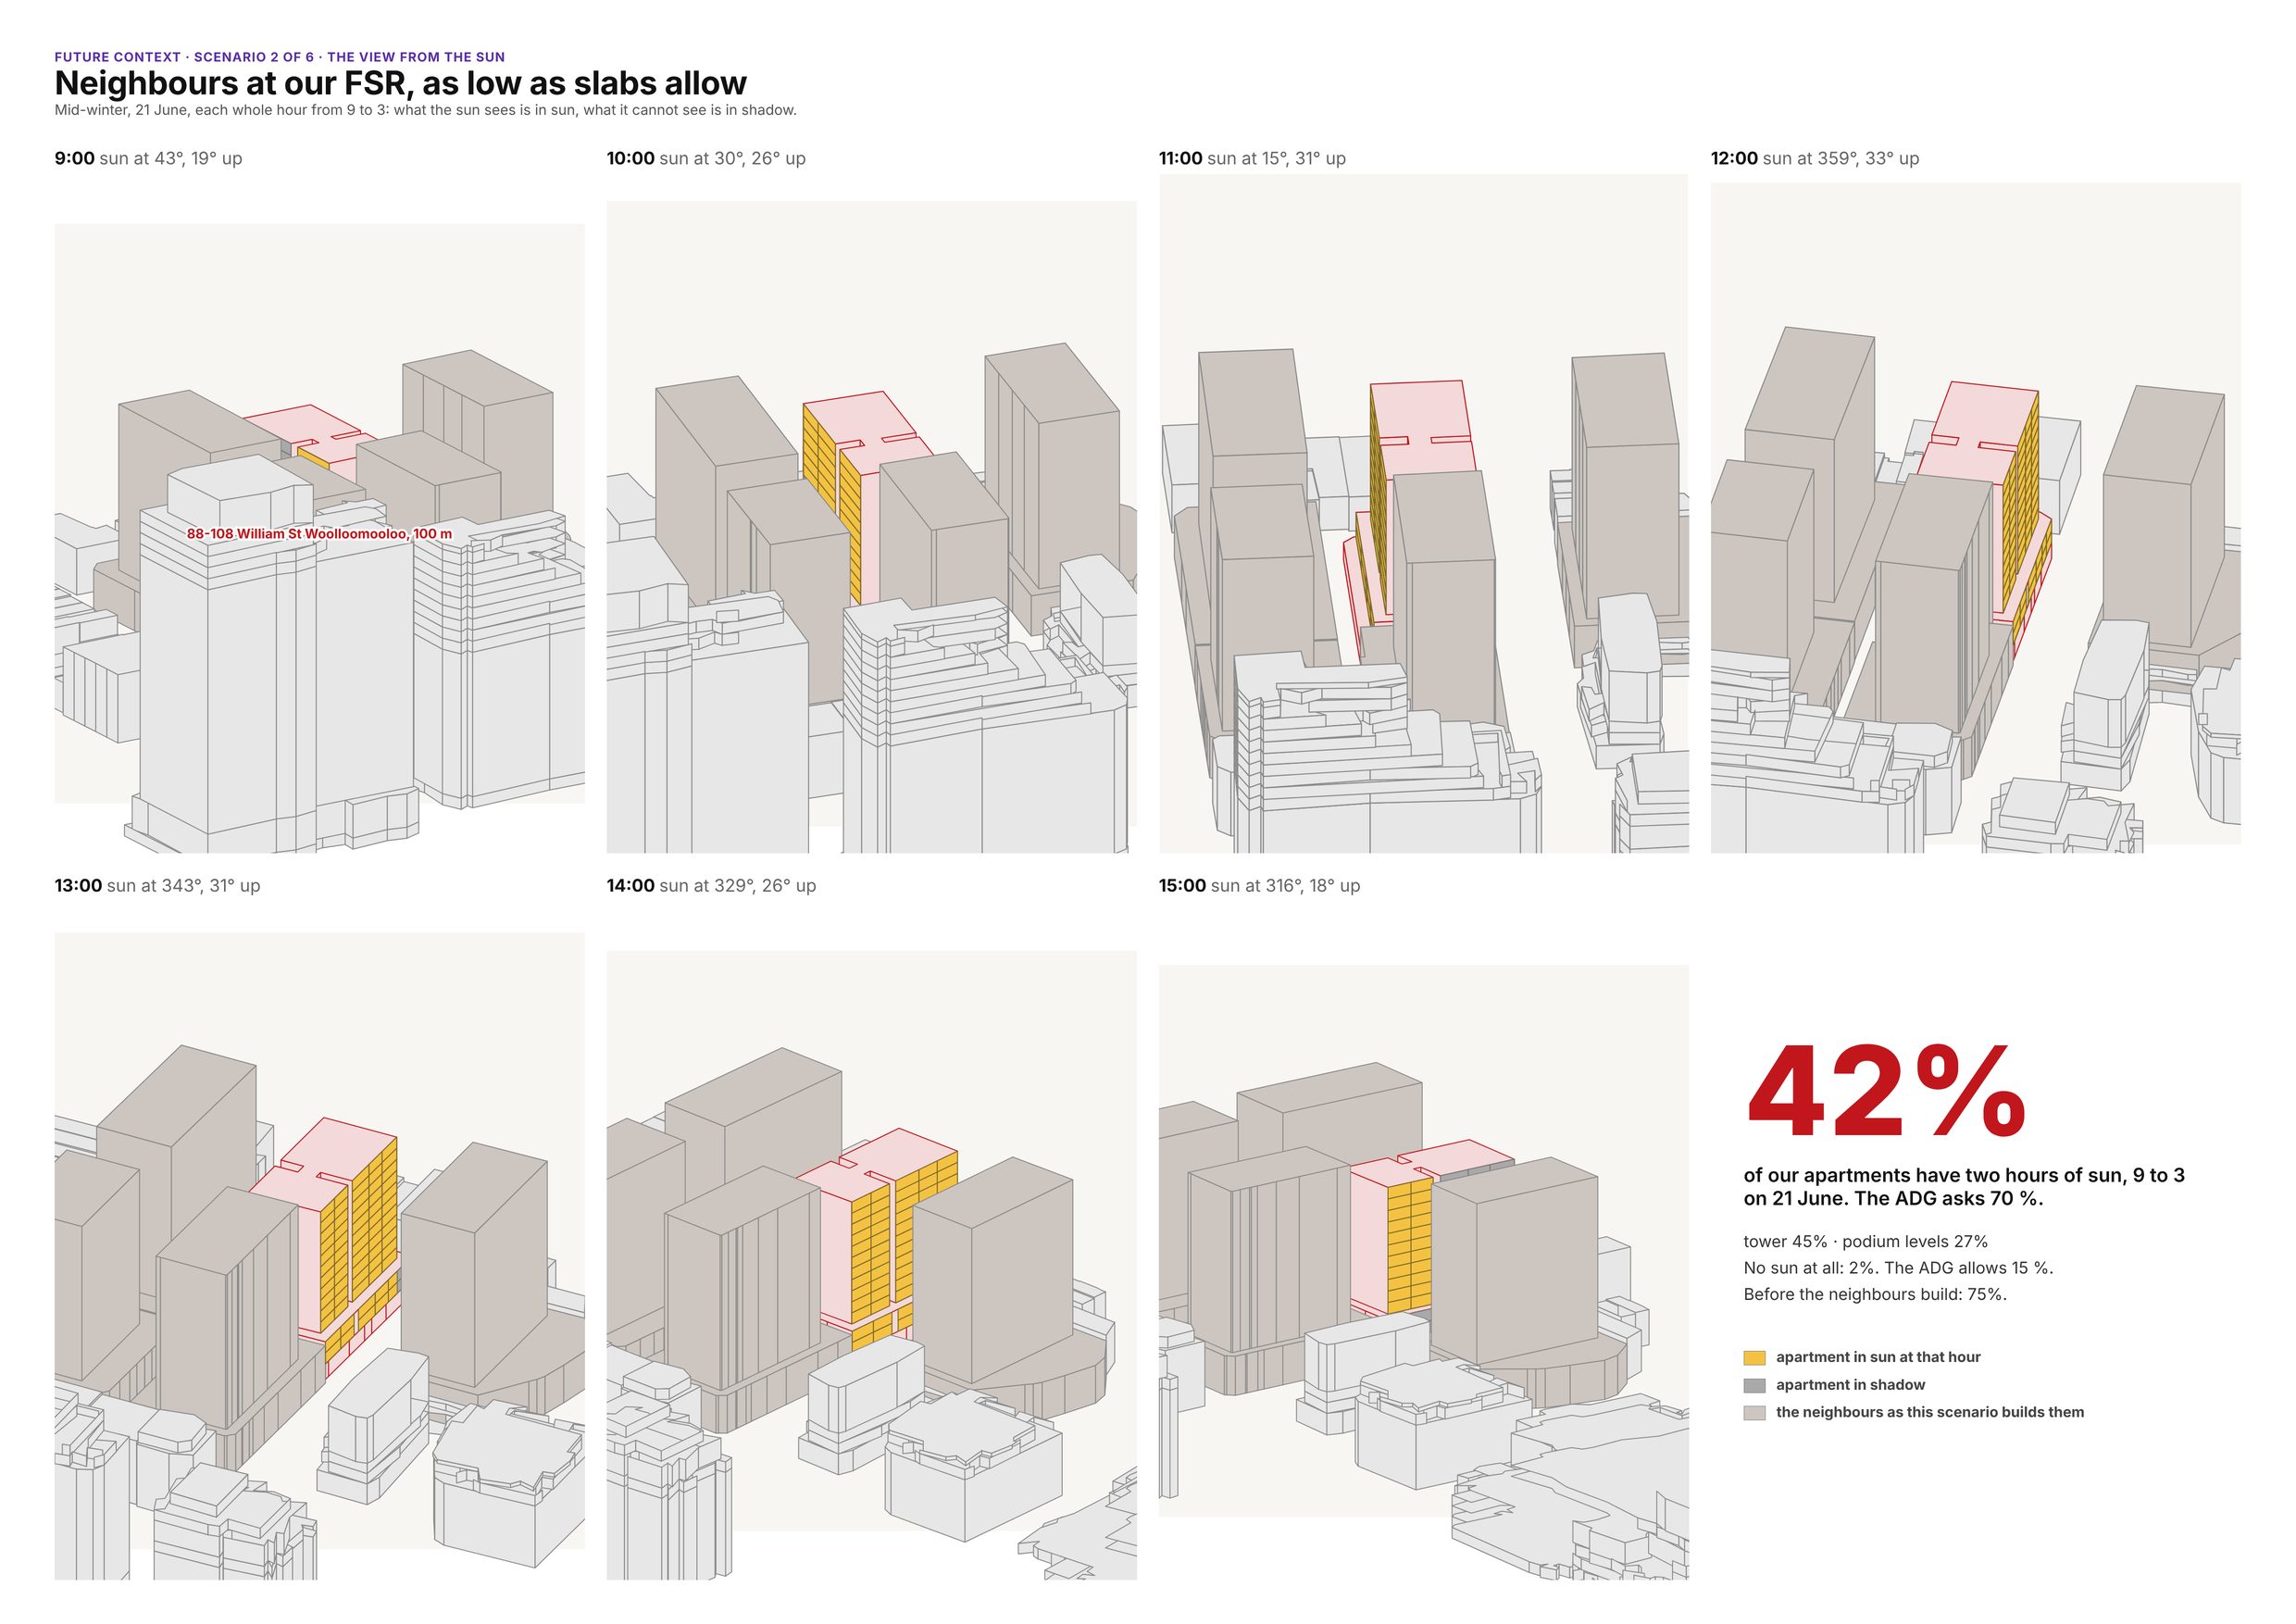 FUTURE CONTEXT · SCENARIO 2 OF 6 · THE VIEW FROM THE SUN
Neighbours at our FSR, as low as slabs allow
Mid-winter, 21 June, each whole hour from 9 to 3: what the sun sees is in sun, what it cannot see is in shadow.
9:00 sun at 43°, 19° up
10:00 sun at 30°, 26° up
11:00 sun at 15°, 31° up
12:00 sun at 359°, 33° up
88-108 William St Woolloomooloo, 100 m
13:00 sun at 343°, 31° up
14:00 sun at 329°, 26° up
15:00 sun at 316°, 18° up
42%
of our apartments have two hours of sun, 9 to 3
on 21 June. The ADG asks 70 %.
tower 45% · podium levels 27%
No sun at all: 2%. The ADG allows 15 %.
Before the neighbours build: 75%.
apartment in sun at that hour
apartment in shadow
the neighbours as this scenario builds them